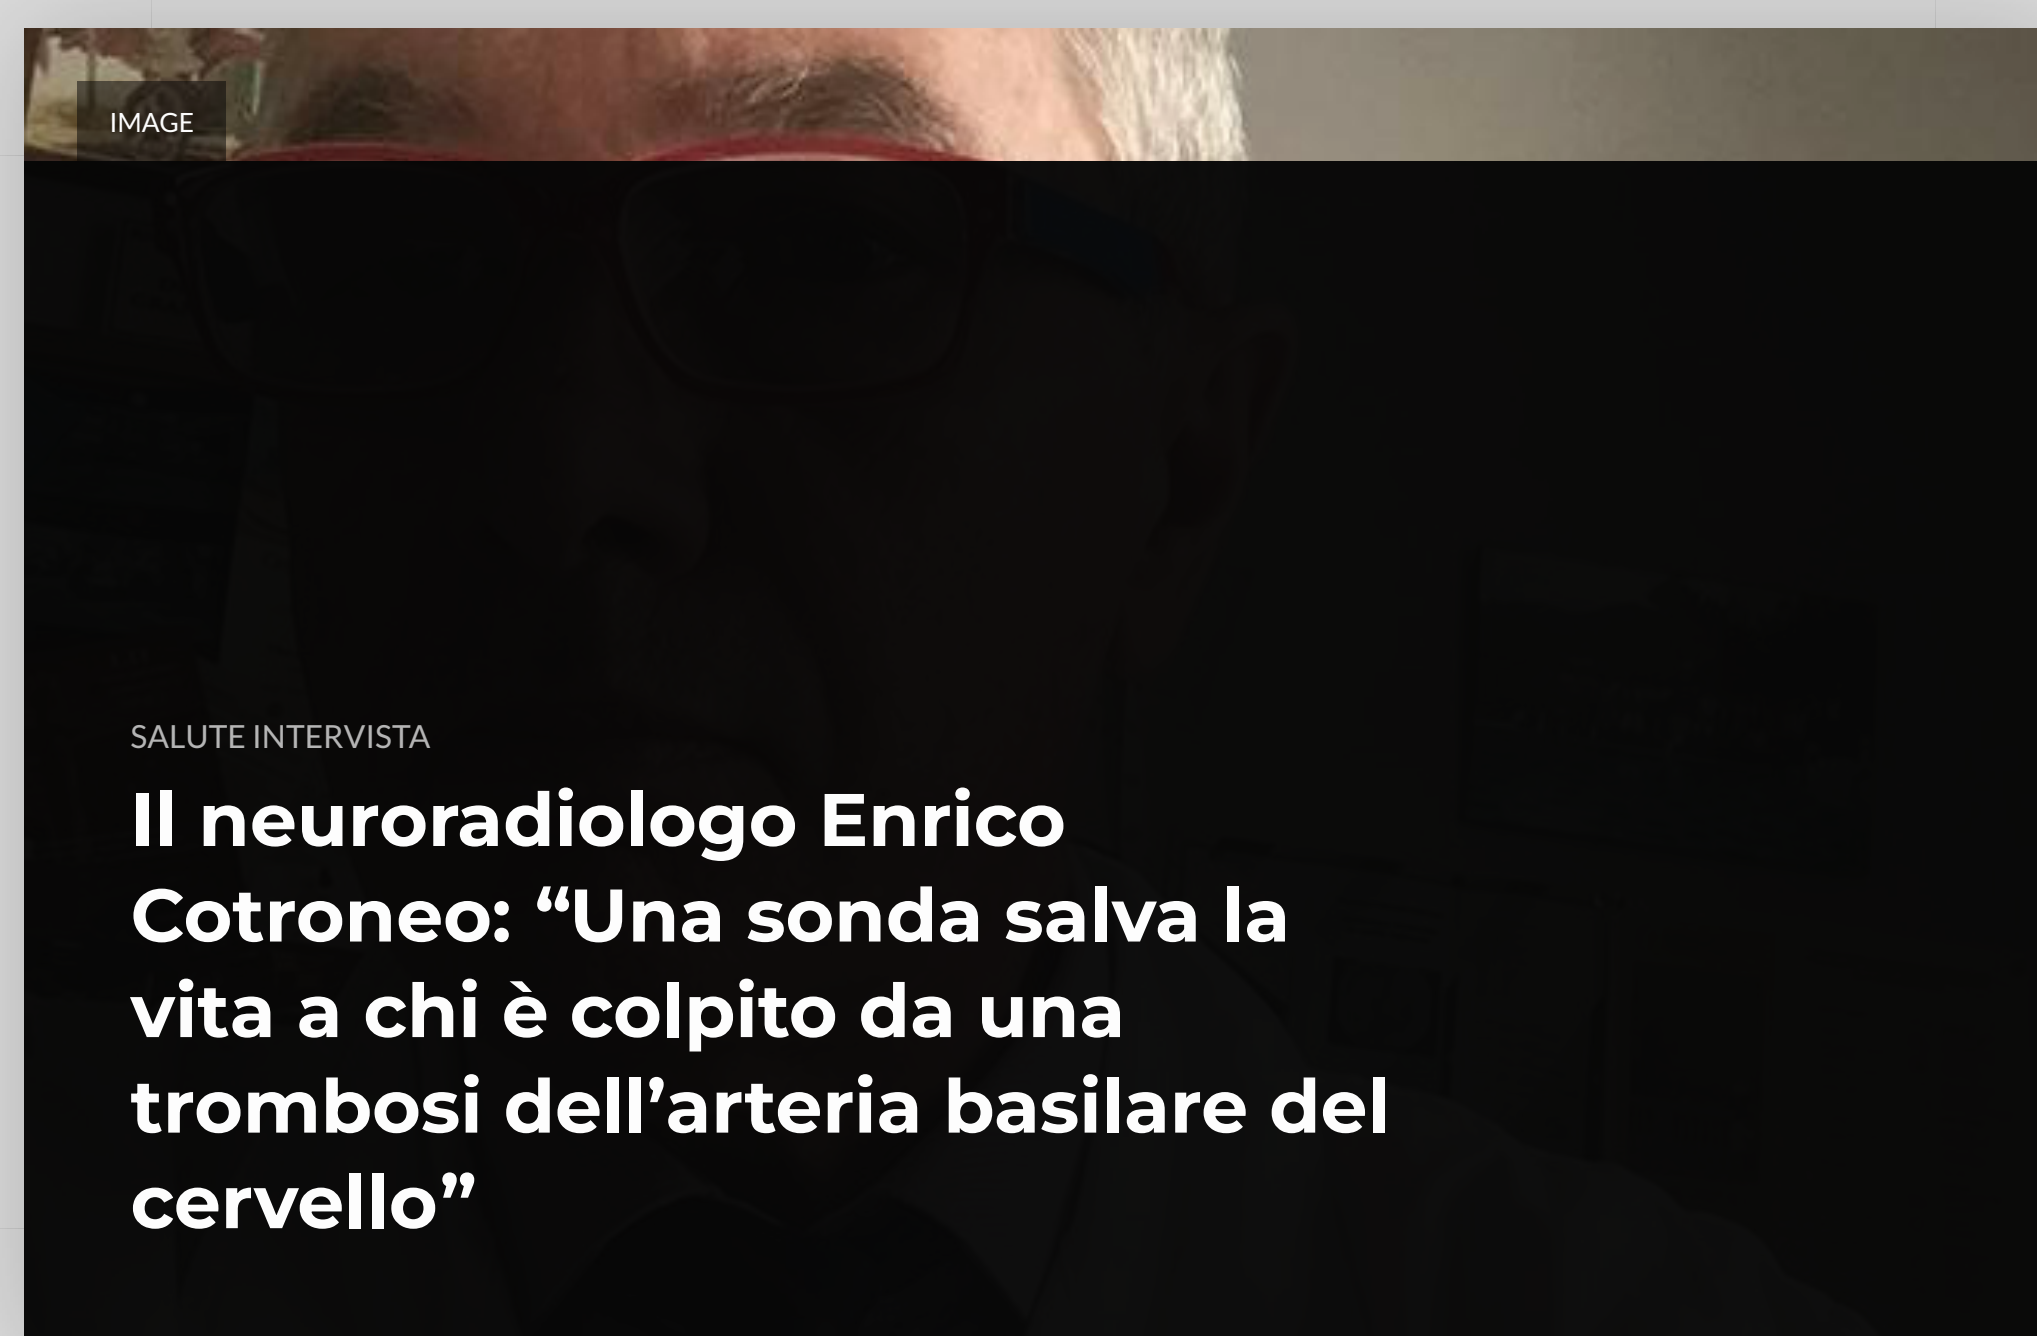 IMAGE
SALUTE INTERVISTA
Il neuroradiologo Enrico
Cotroneo: “Una sonda salva la
vita a chi è colpito da una
trombosi dell’arteria basilare del
cervello”